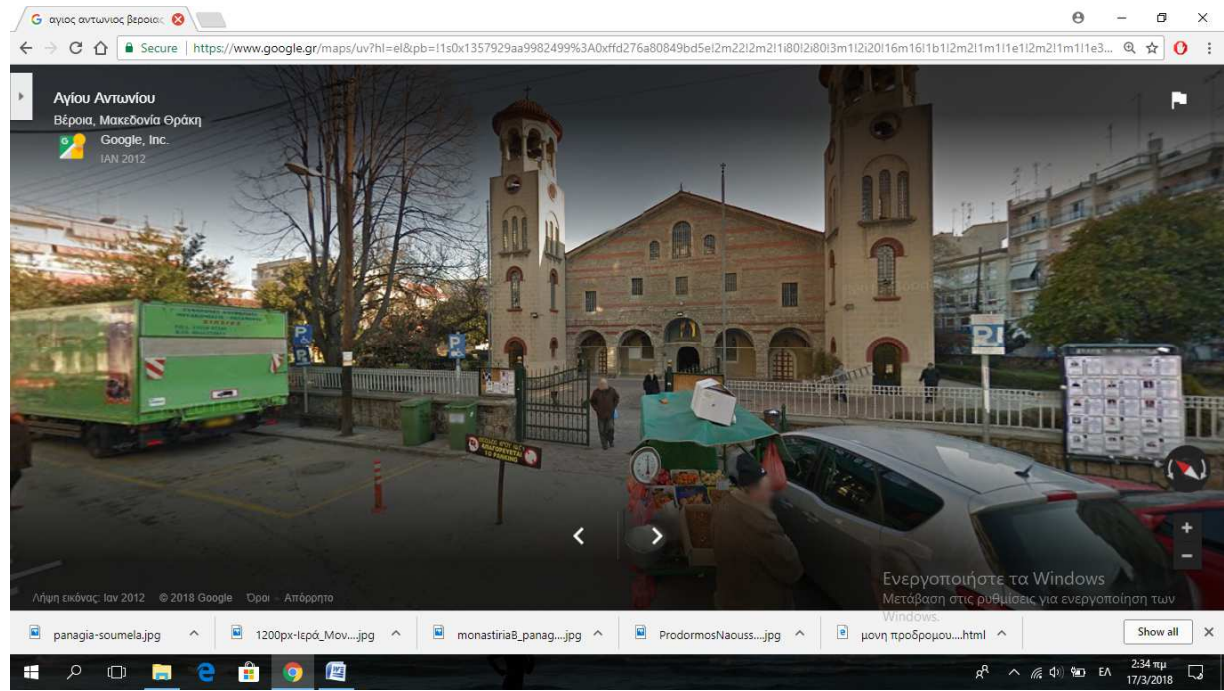 αγιος αντωνιος βεροιας
Secure | https://www.google.gr/maps/uv?hl=el&pb=!1s0x1357929aa9982499%3A0xffd276a80849bd5e!2m22!2m2!1i80!2i80!3m1!2i20!16m16!1b1!2m2!1m1!1e1!2m2!1m1!1e3...
Αγίου Αντωνίου
Βέροια, Μακεδονία Θράκη
Google, Inc.
ΙΑΝ 2012
P
P
P
ΑΠΑΓΟΡΕΥΕΤΑΙ
ΤΟ PARKING
Ενεργοποιήστε τα Windows
Μετάβαση στις ρυθμίσεις για ενεργοποίηση των
Windows.
Λήψη εικόνας: Ιαν 2012 © 2018 Google Όροι Απόρρητο
panagia-soumela.jpg
1200px-Ιερά_Μον....jpg
monastiriaB_panag....jpg
ProdormosNaouss....jpg
μονη προδρομου....html
Show all
ΕΛ
2:34 πμ
17/3/2018